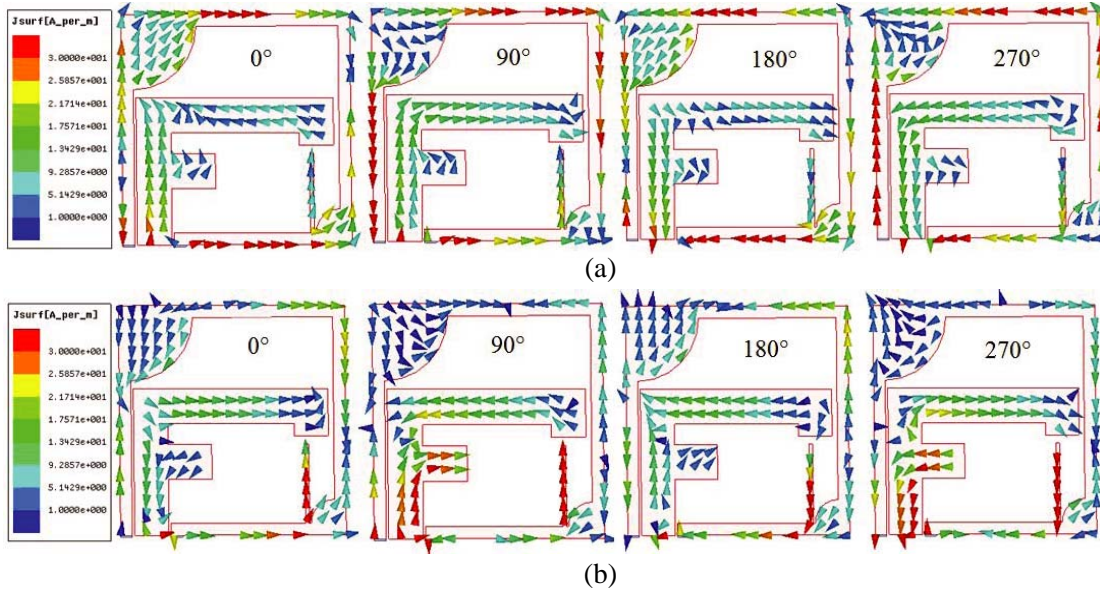 Jsurf[A_per_m]
3.0000e+001
2.5857e+001
2.1714e+001
1.7571e+001
1.3429e+001
9.2857e+000
5.1429e+000
1.0000e+000
0°
90°
180°
270°
(a)
Jsurf[A_per_m]
3.0000e+001
2.5857e+001
2.1714e+001
1.7571e+001
1.3429e+001
9.2857e+000
5.1429e+000
1.0000e+000
0°
90°
180°
270°
(b)